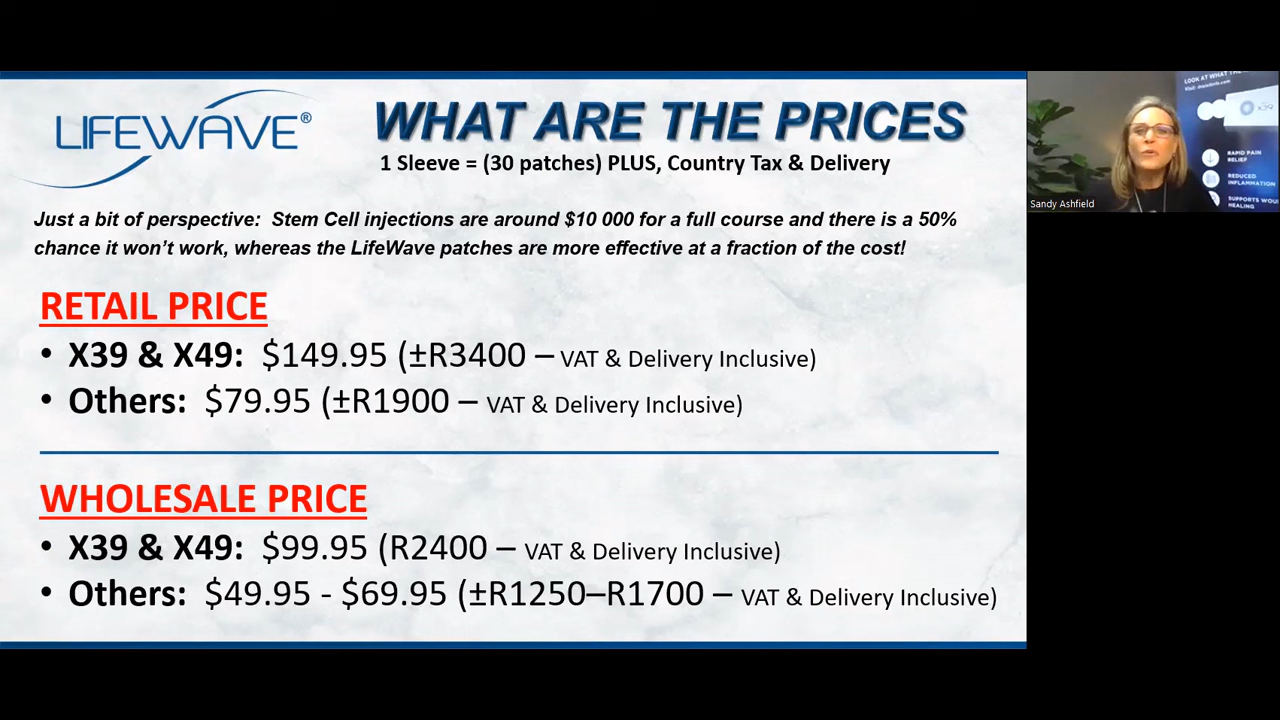 LIFEWAVE®
WHAT ARE THE PRICES
1 Sleeve = (30 patches) PLUS, Country Tax & Delivery
Just a bit of perspective: Stem Cell injections are around $10 000 for a full course and there is a 50%
chance it won't work, whereas the LifeWave patches are more effective at a fraction of the cost!
RETAIL PRICE
• X39 & X49: $149.95 (±R3400 – VAT & Delivery Inclusive)
• Others: $79.95 (±R1900 – VAT & Delivery Inclusive)
WHOLESALE PRICE
• X39 & X49: $99.95 (R2400 – VAT & Delivery Inclusive)
• Others: $49.95 - $69.95 (±R1250–R1700 – VAT & Delivery Inclusive)
LOOK AT WHAT
X39
RAPID PAIN
RELIEF
REDUCED
INFLAMMATION
SUPPORTS WOU
HEALING
Sandy Ashfield